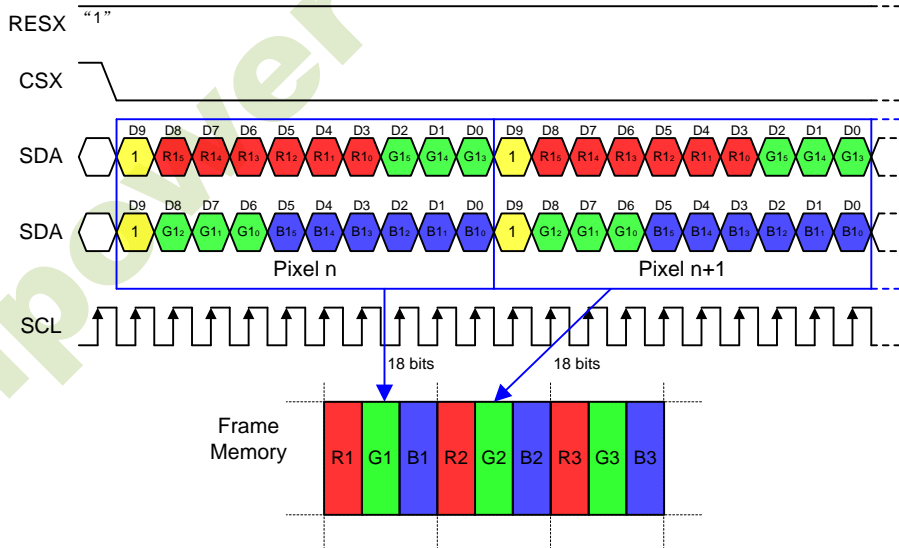 RESX “1”
CSX
D9 D8 D7 D6 D5 D4 D3 D2 D1 D0 D9 D8 D7 D6 D5 D4 D3 D2 D1 D0
SDA 1 R15 R14 R13 R12 R11 R10 G15 G14 G13 1 R15 R14 R13 R12 R11 R10 G15 G14 G13
D9 D8 D7 D6 D5 D4 D3 D2 D1 D0 D9 D8 D7 D6 D5 D4 D3 D2 D1 D0
SDA 1 G12 G11 G10 B15 B14 B13 B12 B11 B10 1 G12 G11 G10 B15 B14 B13 B12 B11 B10
Pixel n Pixel n+1
SCL
18 bits 18 bits
Frame
Memory
R1 G1 B1 R2 G2 B2 R3 G3 B3